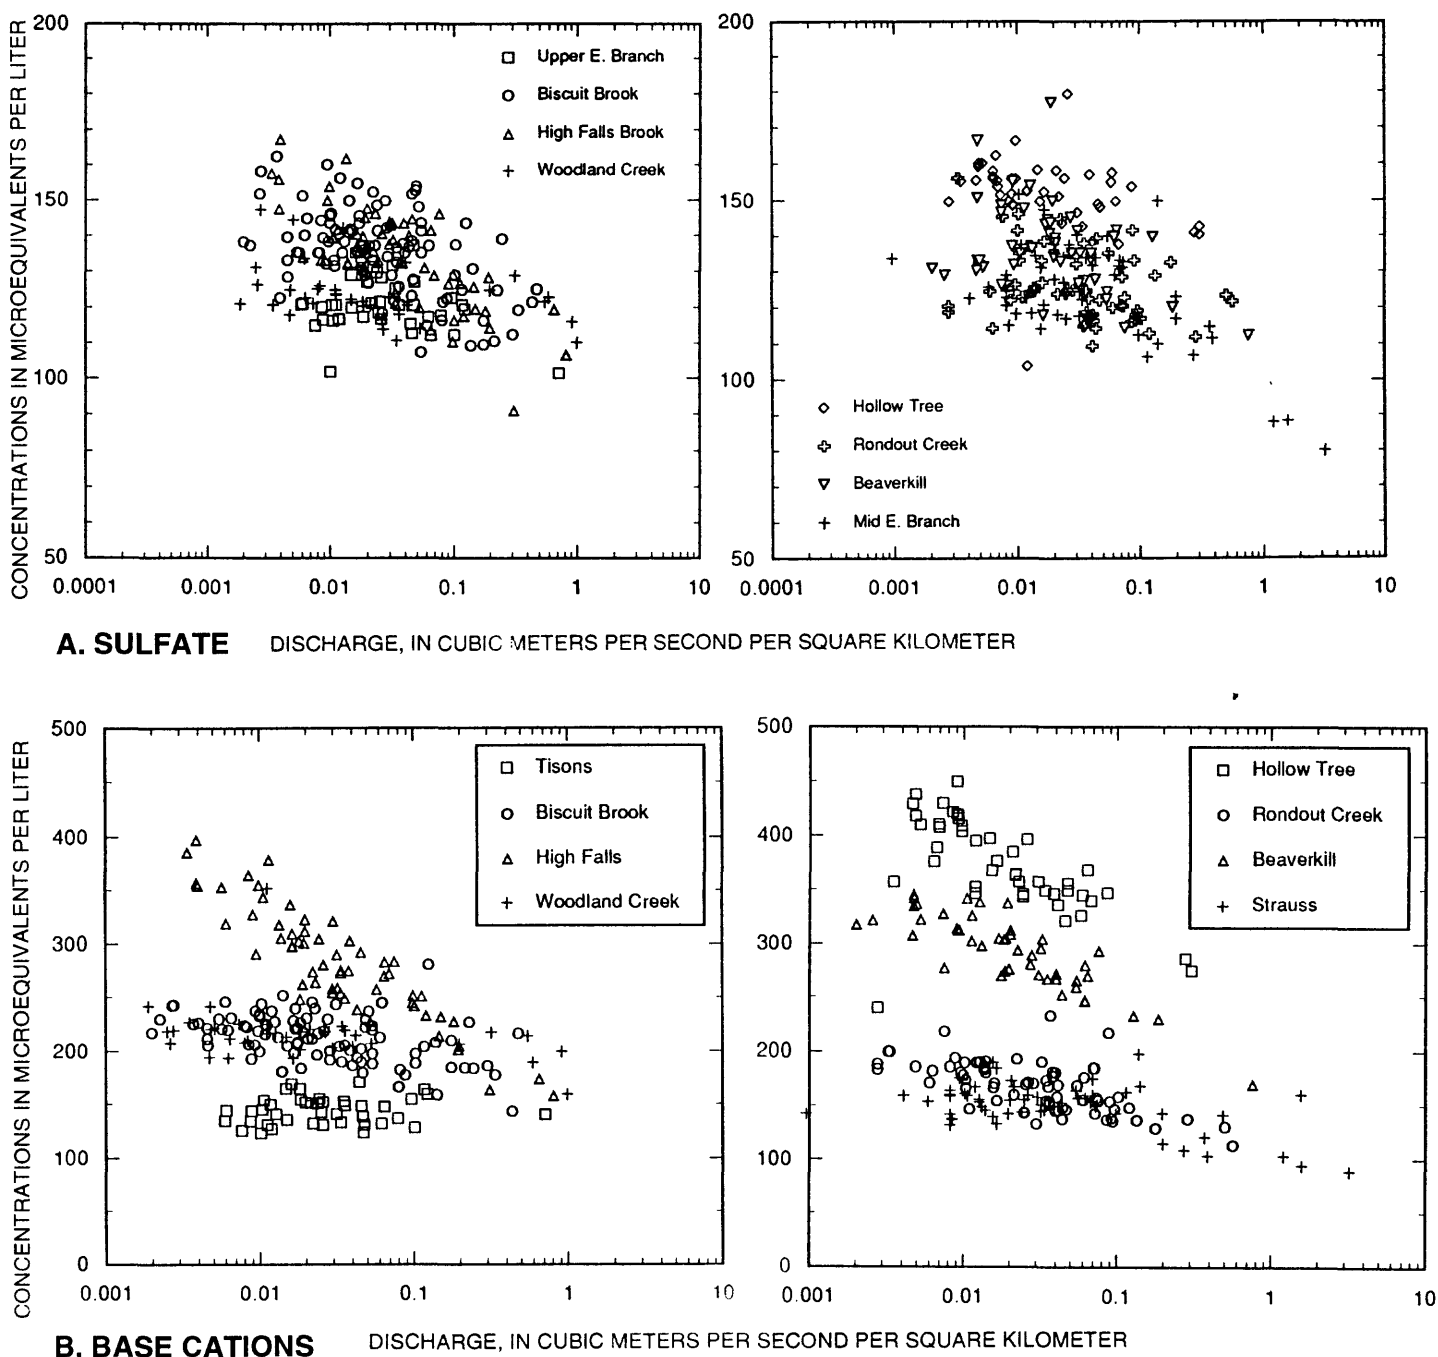 CONCENTRATIONS IN MICROEQUIVALENTS PER LITER
200
150
100
50
0.0001 0.001 0.01 0.1 1 10
Upper E. Branch
Biscuit Brook
High Falls Brook
Woodland Creek
200
150
100
50
0.0001 0.001 0.01 0.1 1 10
Hollow Tree
Rondout Creek
Beaverkill
Mid E. Branch
A. SULFATE DISCHARGE, IN CUBIC METERS PER SECOND PER SQUARE KILOMETER
CONCENTRATIONS IN MICROEQUIVALENTS PER LITER
500
400
300
200
100
0
0.001 0.01 0.1 1 10
Tisons
Biscuit Brook
High Falls
Woodland Creek
500
400
300
200
100
0
0.001 0.01 0.1 1 10
Hollow Tree
Rondout Creek
Beaverkill
Strauss
B. BASE CATIONS DISCHARGE, IN CUBIC METERS PER SECOND PER SQUARE KILOMETER